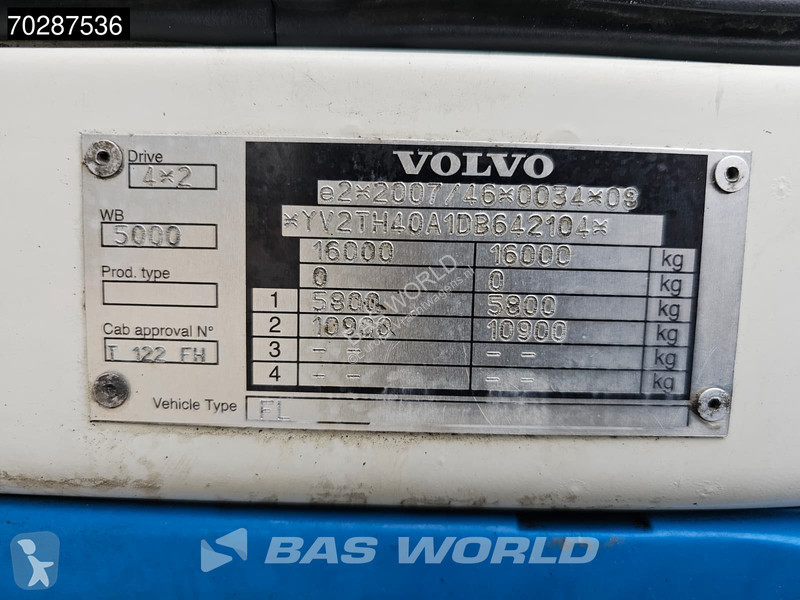 70287536
VOLVO
Drive
4*2
e2*2007/46*0034*09
WB
5000
*YV2TH40A1DB642104*
16000 16000 kg
0 0 kg
Prod. type
1 5800 5800 kg
2 10900 10900 kg
Cab approval N°
T 122 FH
3 -- -- kg
4 -- -- kg
Vehicle Type FL
BAS WORLD
BAS WORLD